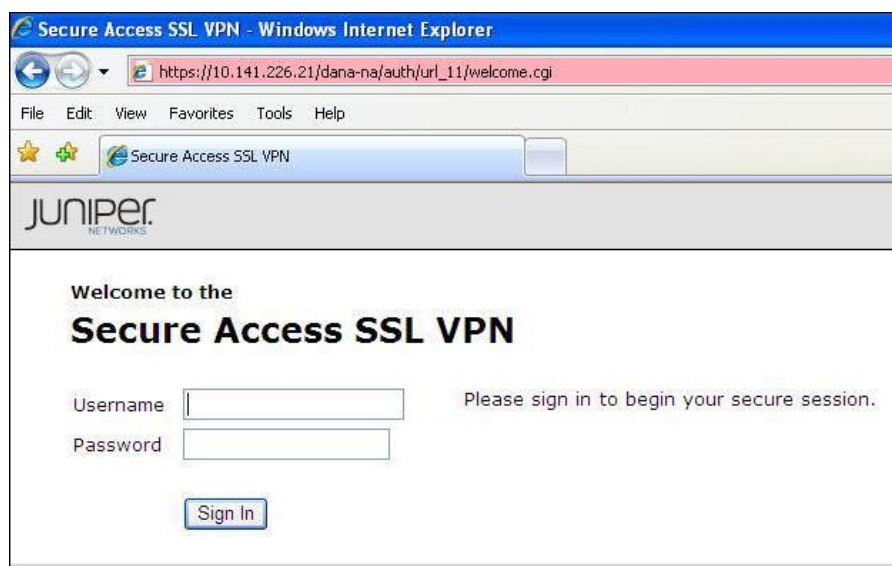 Secure Access SSL VPN - Windows Internet Explorer
https://10.141.226.21/dana-na/auth/url_11/welcome.cgi
File Edit View Favorites Tools Help
Secure Access SSL VPN
JUNIPER
NETWORKS
Welcome to the
Secure Access SSL VPN
Username
Please sign in to begin your secure session.
Password
Sign In